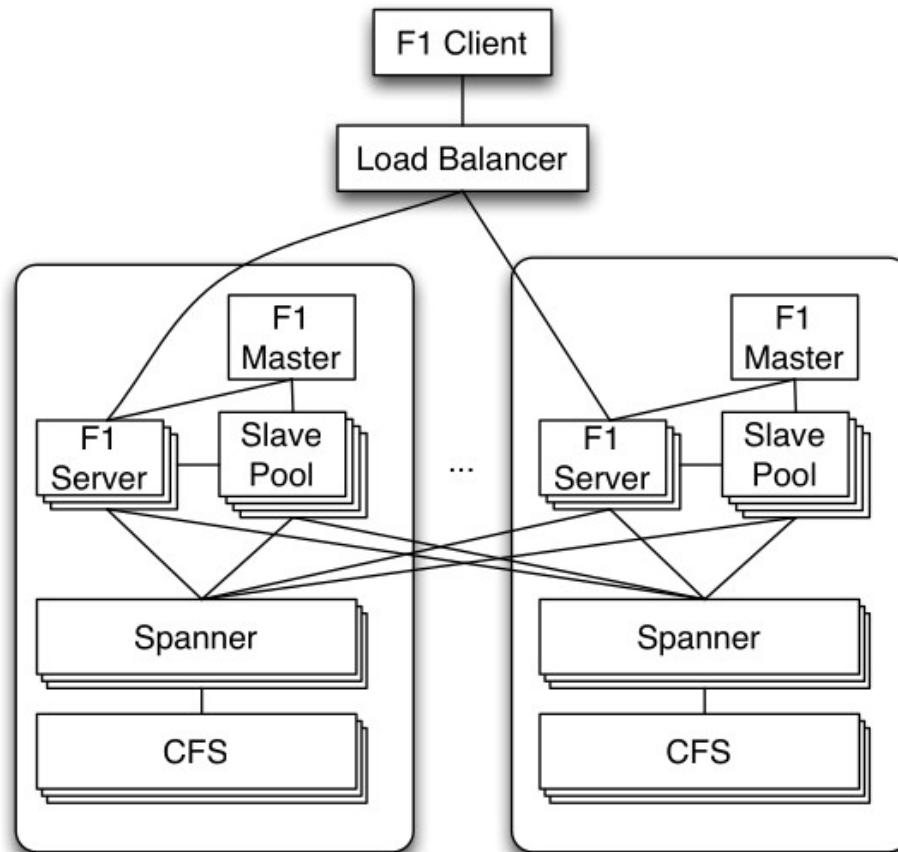 F1 Client
Load Balancer
F1
Master
F1
Server
Slave
Pool
Spanner
CFS
...
F1
Master
F1
Server
Slave
Pool
Spanner
CFS